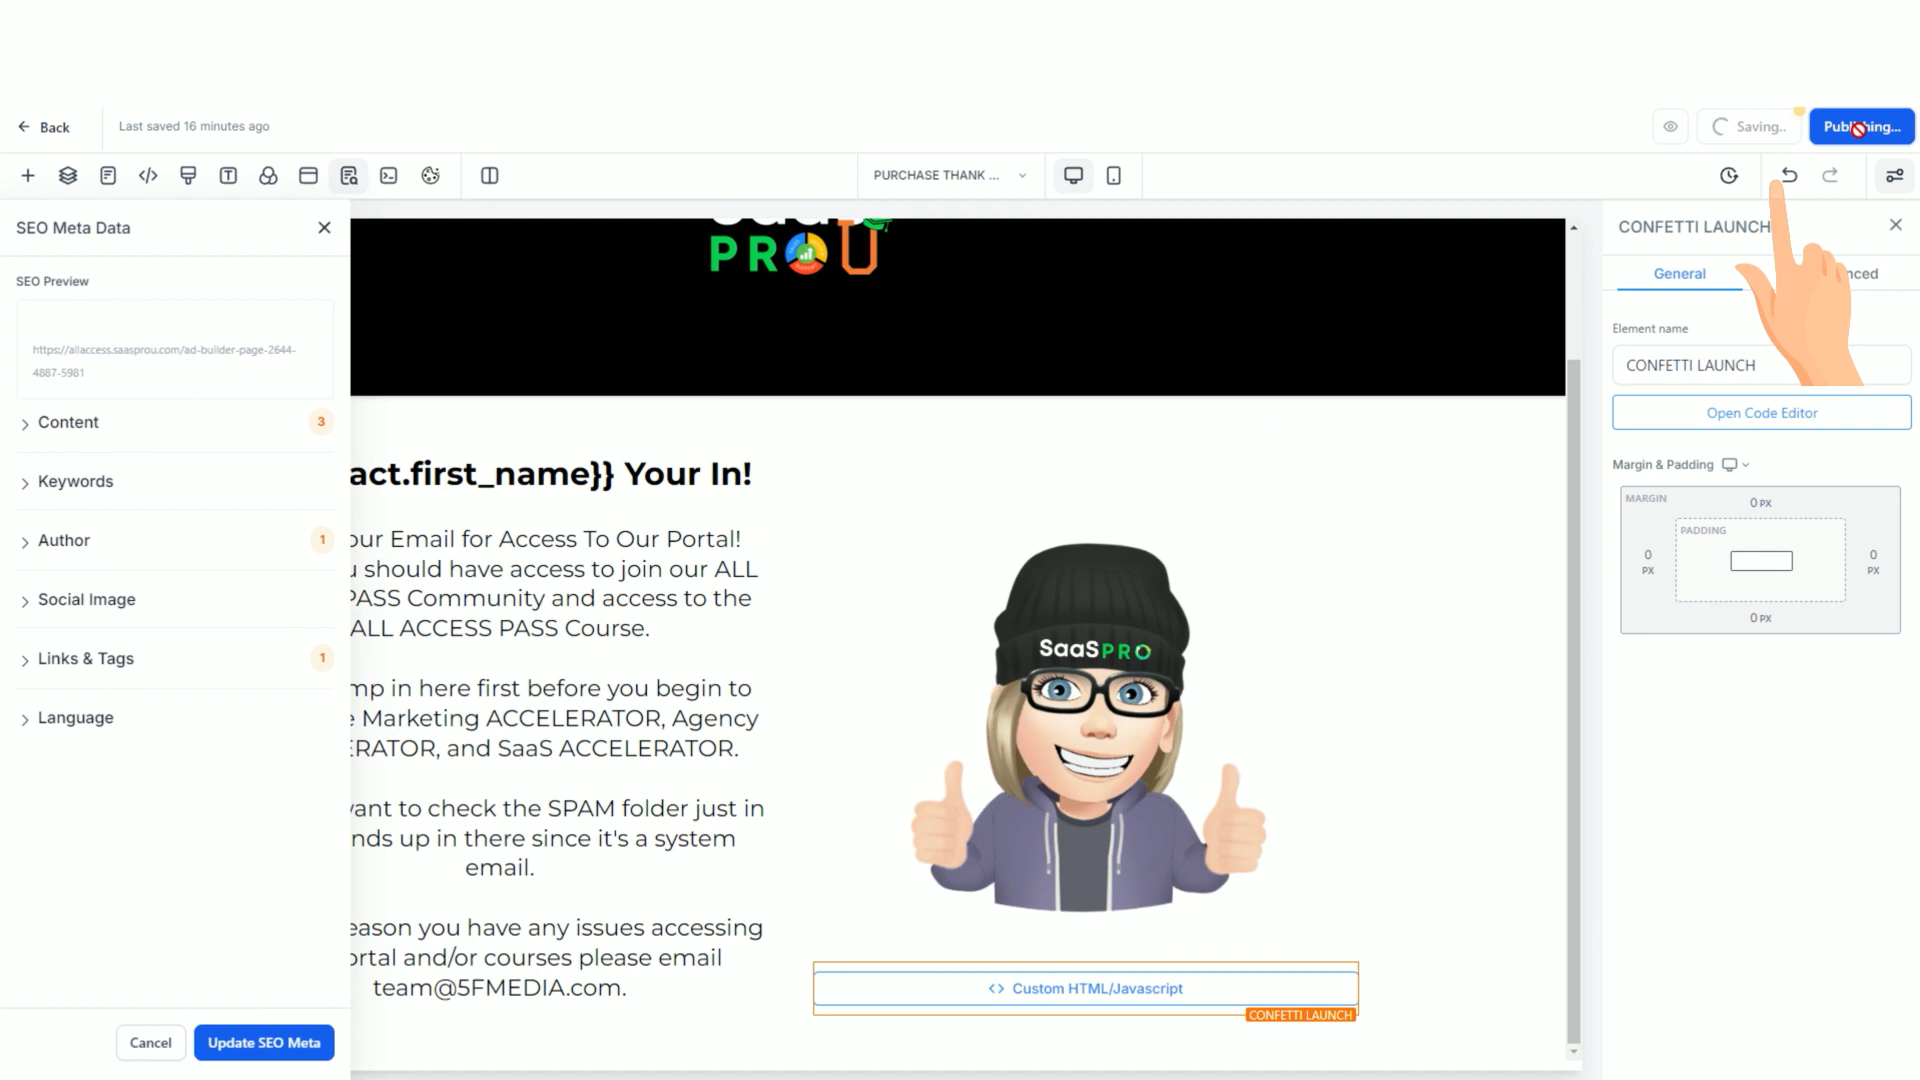 Back
Last saved 16 minutes ago
Saving..
PURCHASE THANK ...
SEO Meta Data
SEO Preview
https://allaccess.saasprou.com/ad-builder-page-2644-
4887-5981
Content
3
Keywords
Author
1
Social Image
Links & Tags
1
Language
Cancel
Update SEO Meta
PRO U
act.first_name}} Your In!
our Email for Access To Our Portal!
u should have access to join our ALL
PASS Community and access to the
ALL ACCESS PASS Course.
mp in here first before you begin to
e Marketing ACCELERATOR, Agency
ERATOR, and SaaS ACCELERATOR.
vant to check the SPAM folder just in
nds up in there since it's a system
email.
eason you have any issues accessing
ortal and/or courses please email
team@5FMEDIA.com.
SaaSPRO
<> Custom HTML/Javascript
CONFETTI LAUNCH
CONFETTI LAUNCH
General
nced
Element name
CONFETTI LAUNCH
Open Code Editor
Margin & Padding
MARGIN
0 PX
PADDING
0
PX
0
PX
0 PX